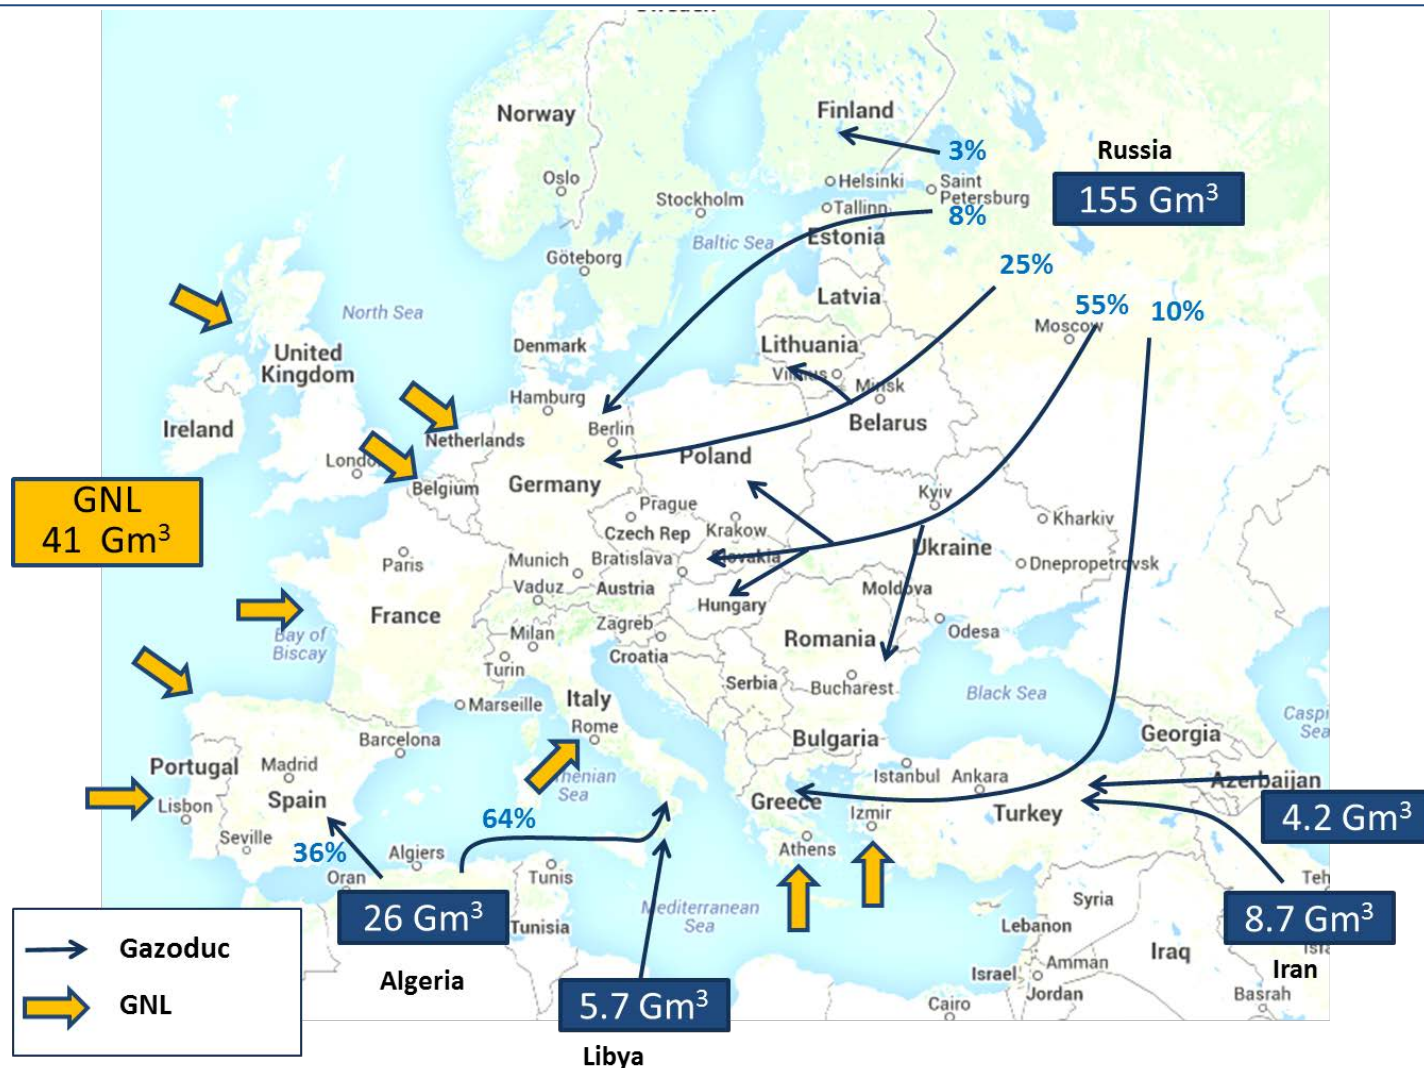 Norway
Finland
3%
Russia
155 Gm³
Oslo
Helsinki
Saint
Petersburg
Stockholm
Tallinn
8%
Baltic Sea
Estonia
Göteborg
25%
Latvia
55%
10%
North Sea
Moscow
United
Kingdom
Denmark
Lithuania
Vilnius
Minsk
Hamburg
Belarus
Ireland
Netherlands
Berlin
London
Poland
Belgium
Germany
GNL
41 Gm³
Prague
Kyiv
Kharkiv
Czech Rep
Krakow
Paris
Munich
Bratislava
Slovakia
Ukraine
Dnepropetrovsk
Vaduz
Austria
Moldova
France
Hungary
Bay of
Biscay
Milan
Zagreb
Romania
Odesa
Turin
Croatia
Serbia
Bucharest
Italy
Black Sea
Marseille
Rome
Barcelona
Bulgaria
Georgia
Portugal
Madrid
Istanbul
Ankara
Azerbaijan
Lisbon
Spain
Sea
Greece
Izmir
Turkey
4.2 Gm³
64%
Seville
36%
Algiers
Athens
Oran
Tunis
26 Gm³
Mediterranean
Sea
Syria
8.7 Gm³
Tunisia
Lebanon
Gazoduc
Algeria
Israel
Amman
Iraq
Iran
GNL
5.7 Gm³
Jordan
Basrah
Cairo
Libya